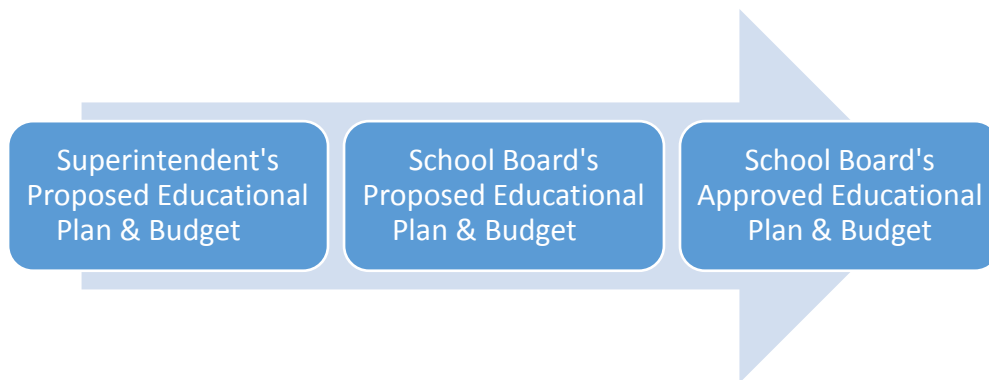 Superintendent's
Proposed Educational
Plan & Budget
School Board's
Proposed Educational
Plan & Budget
School Board's
Approved Educational
Plan & Budget